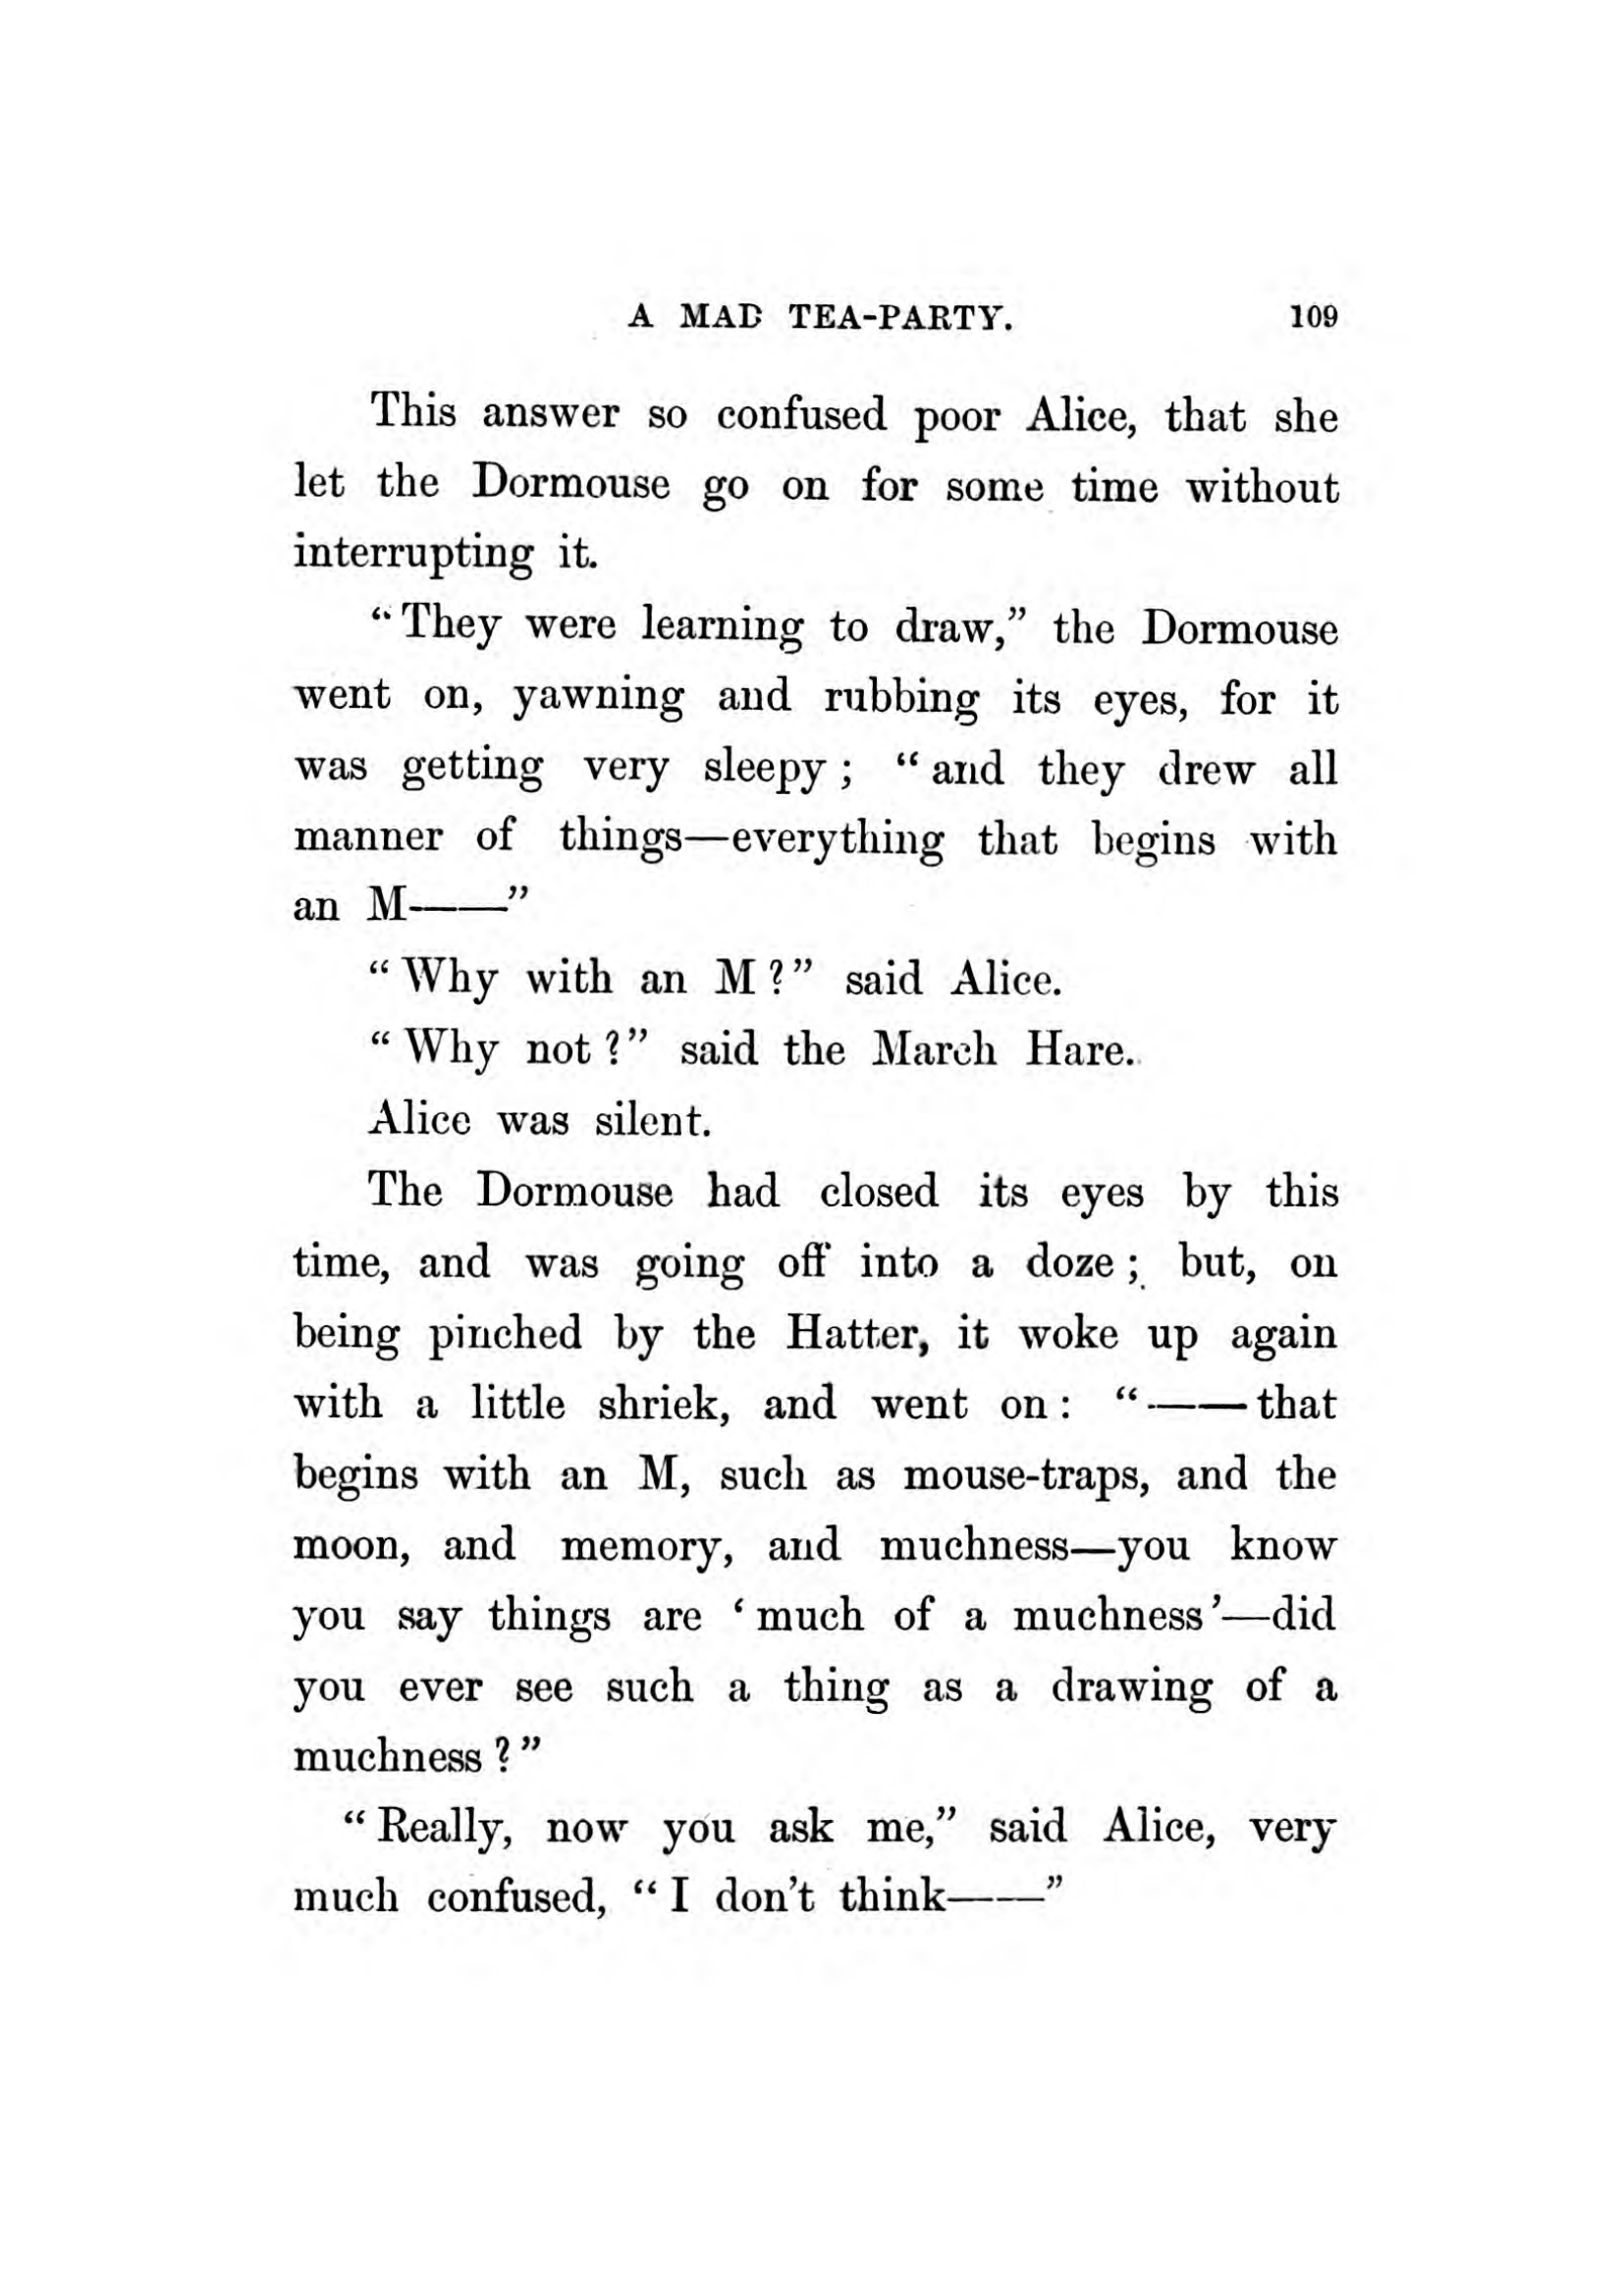 A MAD TEA-PARTY. 109
This answer so confused poor Alice, that she
let the Dormouse go on for some time without
interrupting it.
“They were learning to draw,” the Dormouse
went on, yawning and rubbing its eyes, for it
was getting very sleepy; “and they drew all
manner of things—everything that begins with
an M——”
“Why with an M?” said Alice.
“Why not?” said the March Hare.
Alice was silent.
The Dormouse had closed its eyes by this
time, and was going off into a doze; but, on
being pinched by the Hatter, it woke up again
with a little shriek, and went on: “——that
begins with an M, such as mouse-traps, and the
moon, and memory, and muchness—you know
you say things are ‘much of a muchness’—did
you ever see such a thing as a drawing of a
muchness?”
“Really, now you ask me,” said Alice, very
much confused, “I don’t think——”